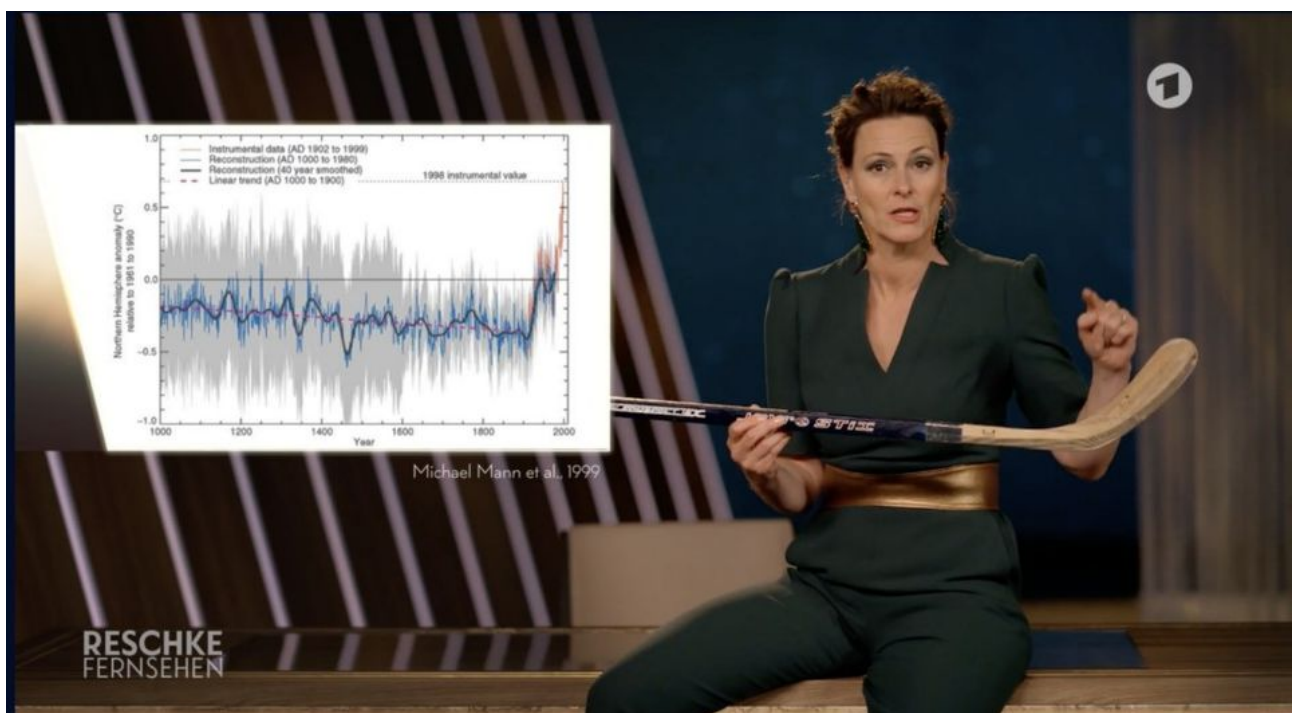 1.0
Instrumental data (AD 1902 to 1999)
Reconstruction (AD 1000 to 1980)
Reconstruction (40 year smoothed)
Linear trend (AD 1000 to 1900)
1998 instrumental value
0.5
0.0
-0.5
-1.0
Northern Hemisphere anomaly (°C)
relative to 1961 to 1990
1000 1200 1400 1600 1800 2000
Year
Michael Mann et al., 1999
RESCHKE
FERNSEHEN
1